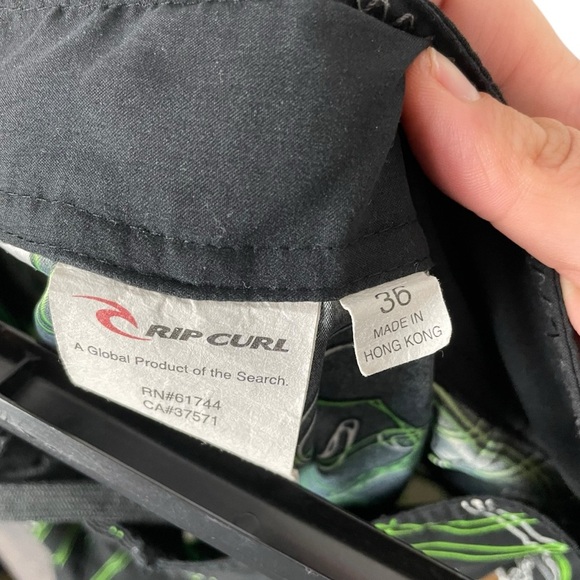 RIP CURL
A Global Product of the Search.
RN#61744
CA#37571
36
MADE IN
HONG KONG